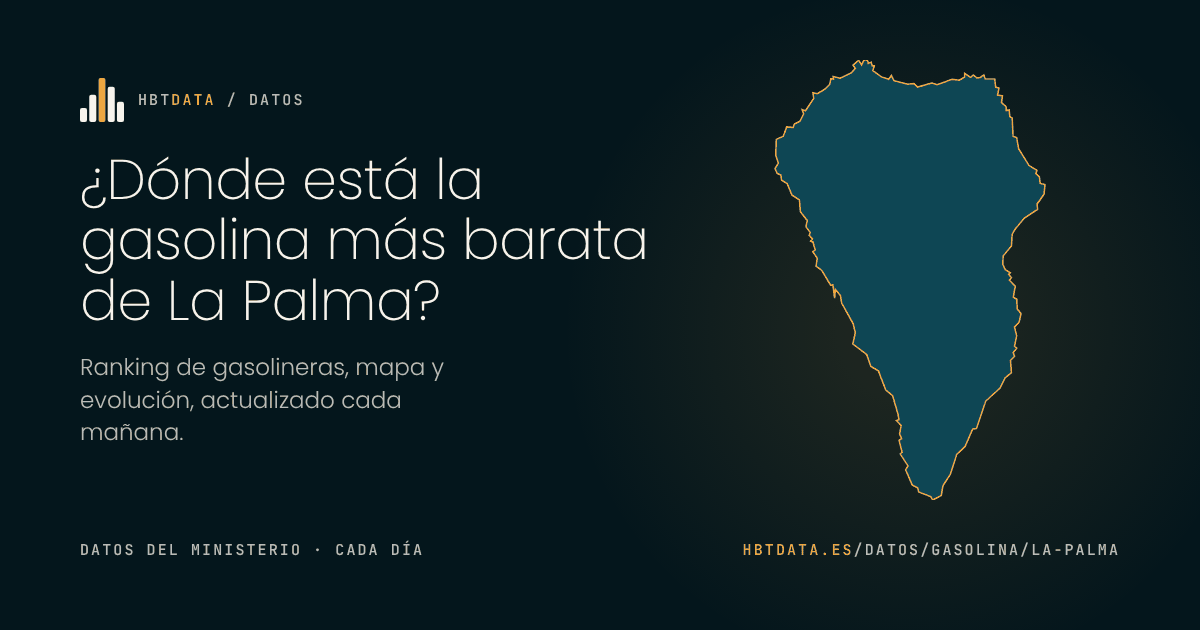 HBTDATA / DATOS
¿Dónde está la
gasolina más barata
de La Palma?
Ranking de gasolineras, mapa y
evolución, actualizado cada
mañana.
DATOS DEL MINISTERIO · CADA DÍA
HBTDATA.ES/DATOS/GASOLINA/LA-PALMA